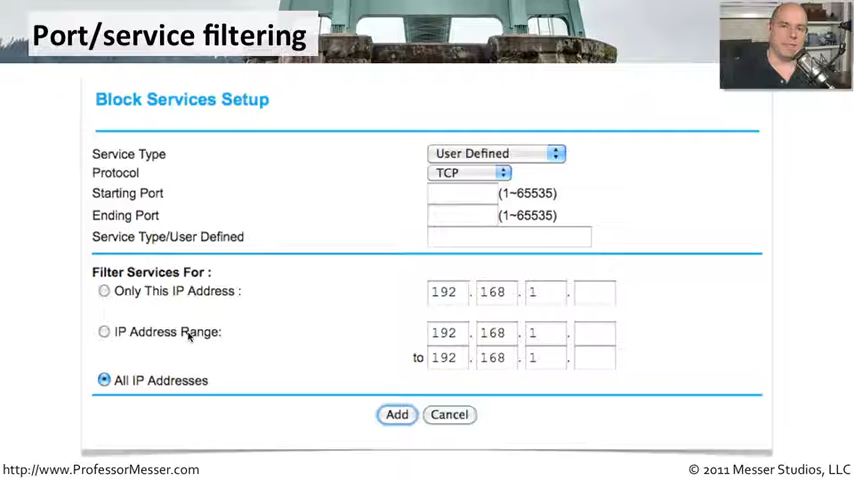 Port/service filtering
Block Services Setup
Service Type User Defined
Protocol TCP
Starting Port (1~65535)
Ending Port (1~65535)
Service Type/User Defined
Filter Services For :
Only This IP Address : 192 . 168 . 1 .
IP Address Range: 192 . 168 . 1 .
to 192 . 168 . 1 .
All IP Addresses
Add Cancel
http://www.ProfessorMesser.com © 2011 Messer Studios, LLC